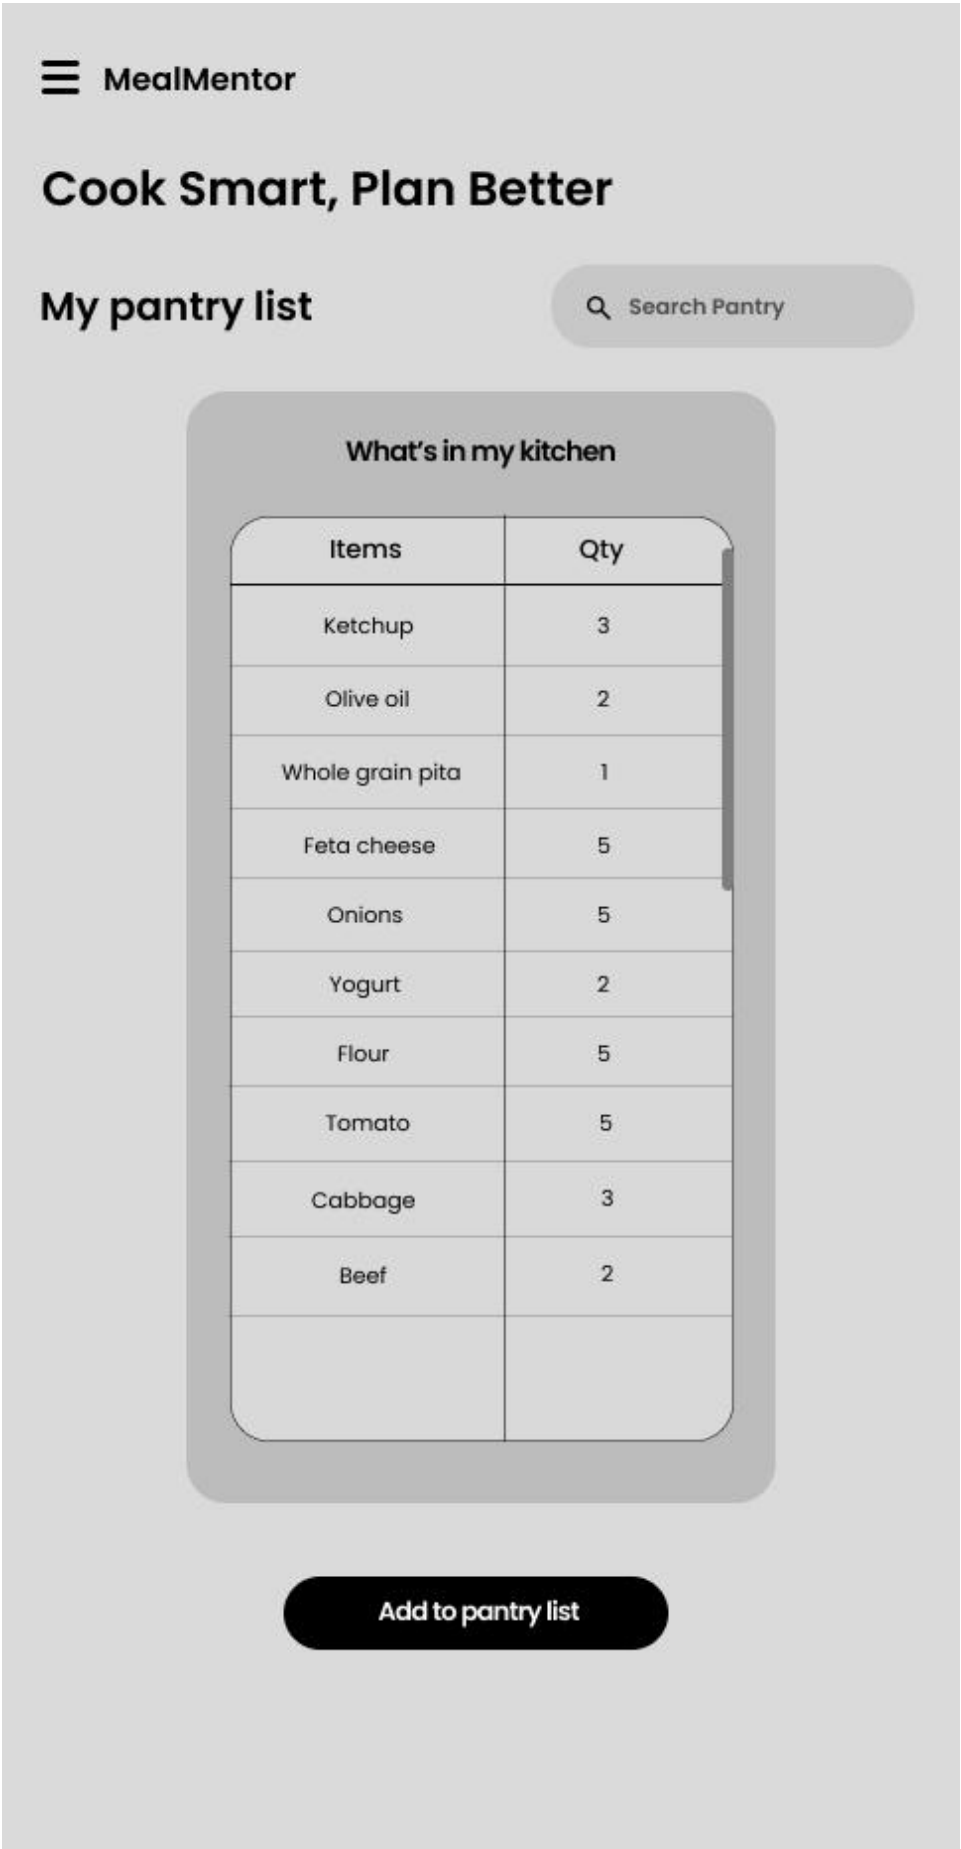 MealMentor
Cook Smart, Plan Better
My pantry list
Search Pantry
What's in my kitchen
Items Qty
Ketchup 3
Olive oil 2
Whole grain pita 1
Feta cheese 5
Onions 5
Yogurt 2
Flour 5
Tomato 5
Cabbage 3
Beef 2
Add to pantry list